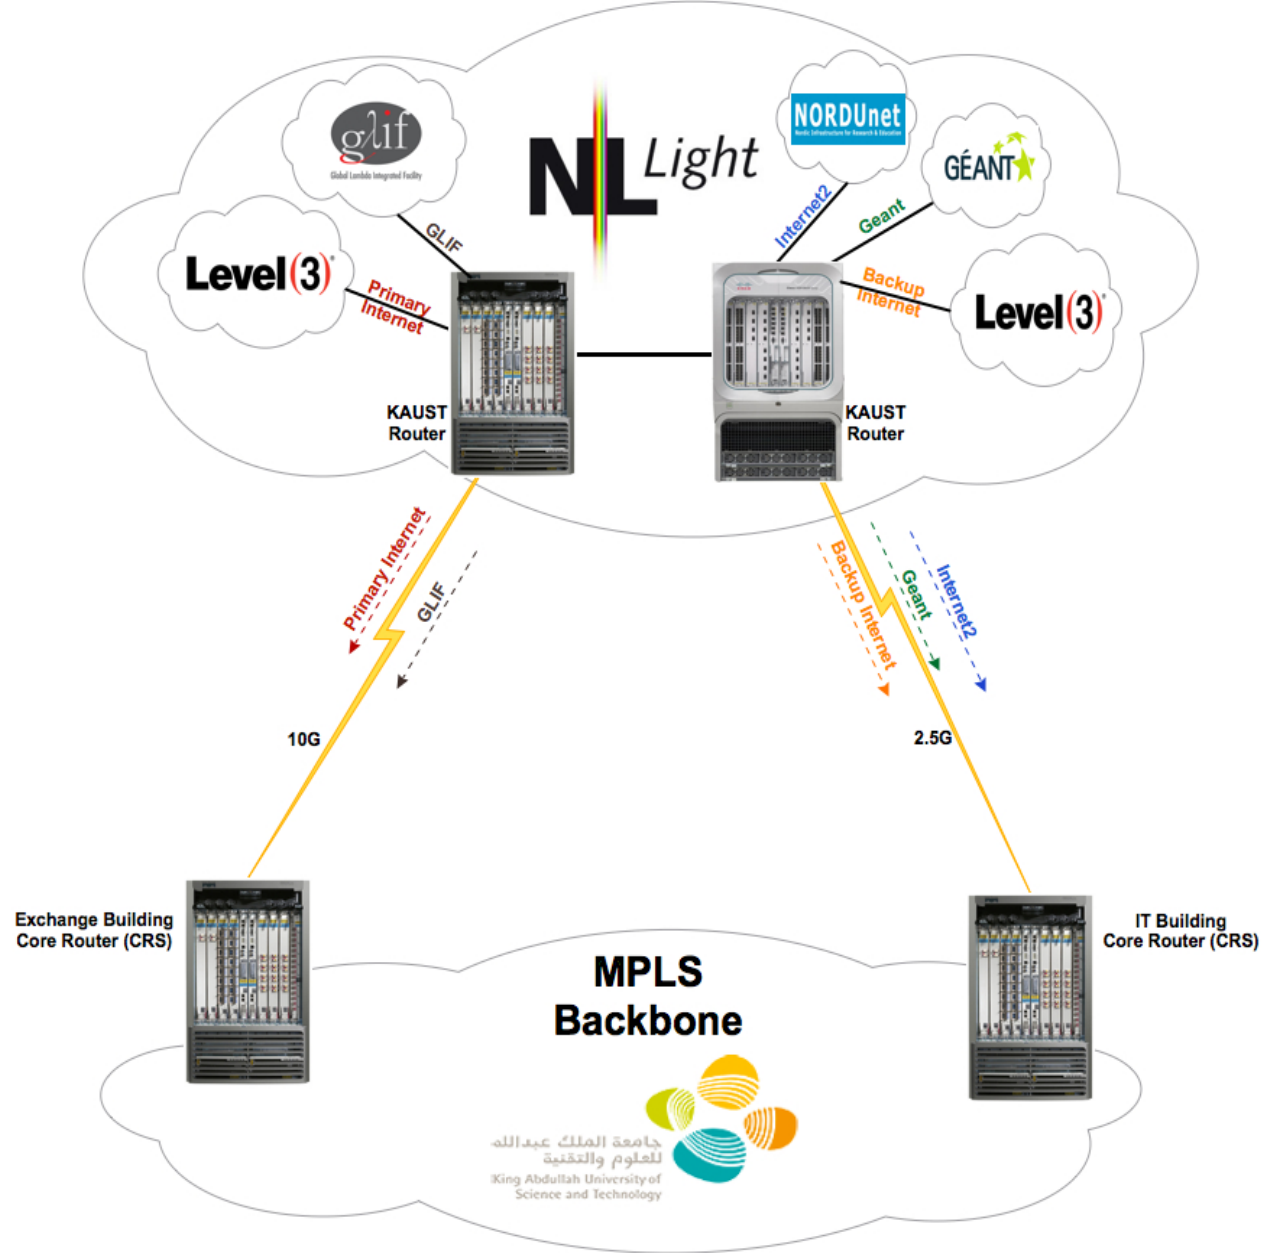 glif
Global Lambda Integrated Facility
NL Light
NORDUnet
Nordic Infrastructure for Research & Education
GÉANT
Internet2
Geant
GLIF
Level(3)
Primary
Internet
Backup
Internet
Level(3)
KAUST
Router
KAUST
Router
Primary Internet
GLIF
Backup Internet
Geant
Internet2
10G
2.5G
Exchange Building
Core Router (CRS)
IT Building
Core Router (CRS)
MPLS
Backbone
جامعة الملك عبدالله
للعلوم والتقنية
King Abdullah University of
Science and Technology